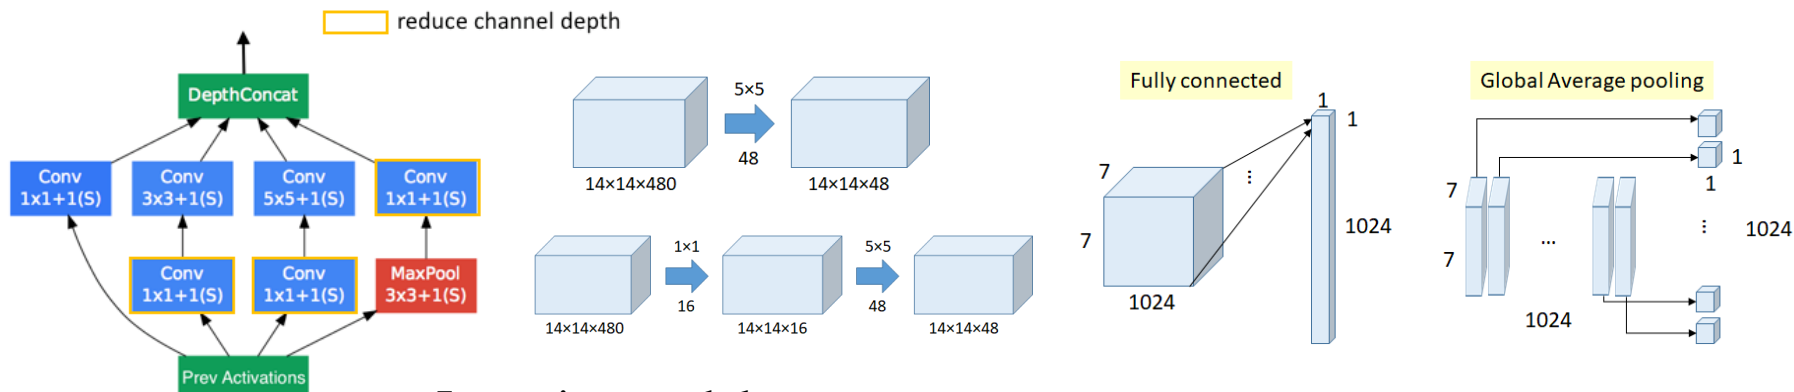 reduce channel depth
DepthConcat
Conv
1x1+1(S)
Conv
3x3+1(S)
Conv
5x5+1(S)
Conv
1x1+1(S)
Conv
1x1+1(S)
Conv
1x1+1(S)
MaxPool
3x3+1(S)
Prev Activations
5×5
48
14×14×480
14×14×48
1×1
16
5×5
48
14×14×480
14×14×16
14×14×48
Fully connected
1
1
7
7
1024
1024
Global Average pooling
1
1
7
7
...
⋮
1024
1024